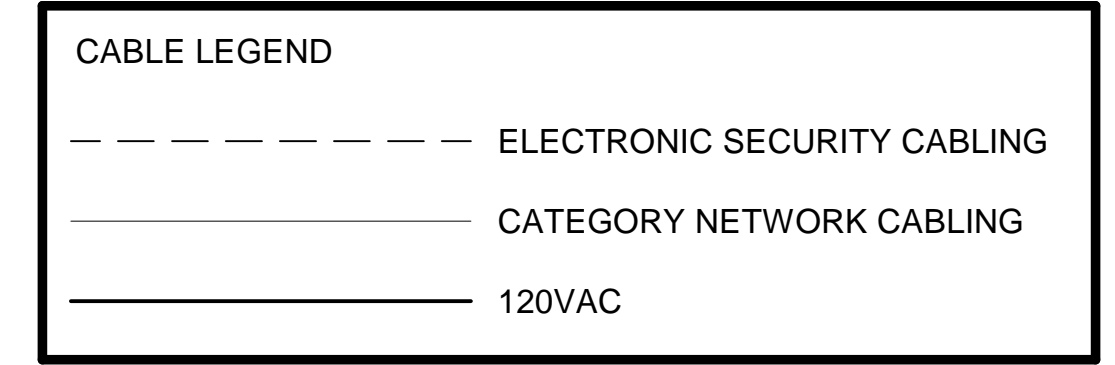 CABLE LEGEND
ELECTRONIC SECURITY CABLING
CATEGORY NETWORK CABLING
120VAC